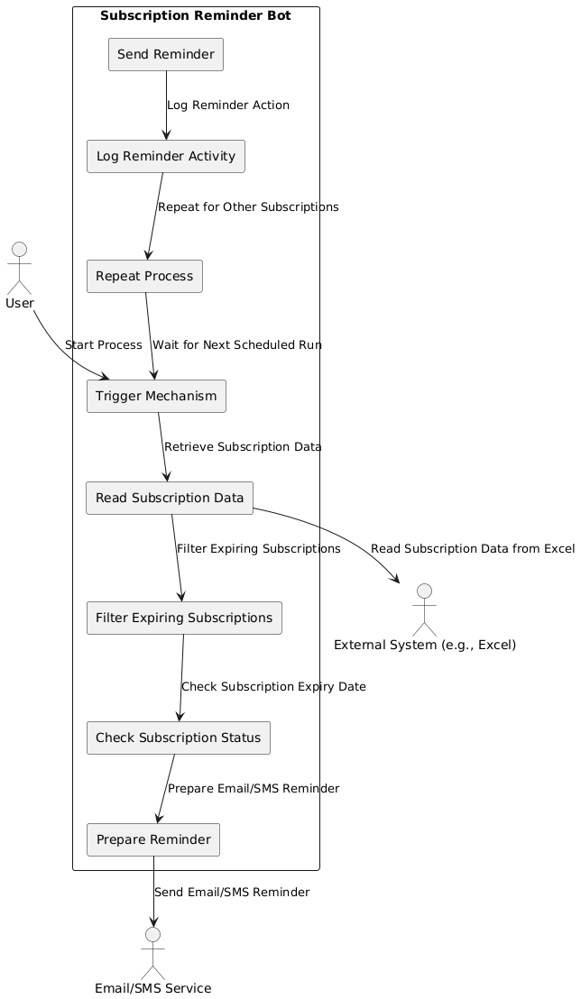 Subscription Reminder Bot
Send Reminder
Log Reminder Action
Log Reminder Activity
Repeat for Other Subscriptions
Repeat Process
User
Start Process
Wait for Next Scheduled Run
Trigger Mechanism
Retrieve Subscription Data
Read Subscription Data
Filter Expiring Subscriptions
Read Subscription Data from Excel
Filter Expiring Subscriptions
External System (e.g., Excel)
Check Subscription Expiry Date
Check Subscription Status
Prepare Email/SMS Reminder
Prepare Reminder
Send Email/SMS Reminder
Email/SMS Service